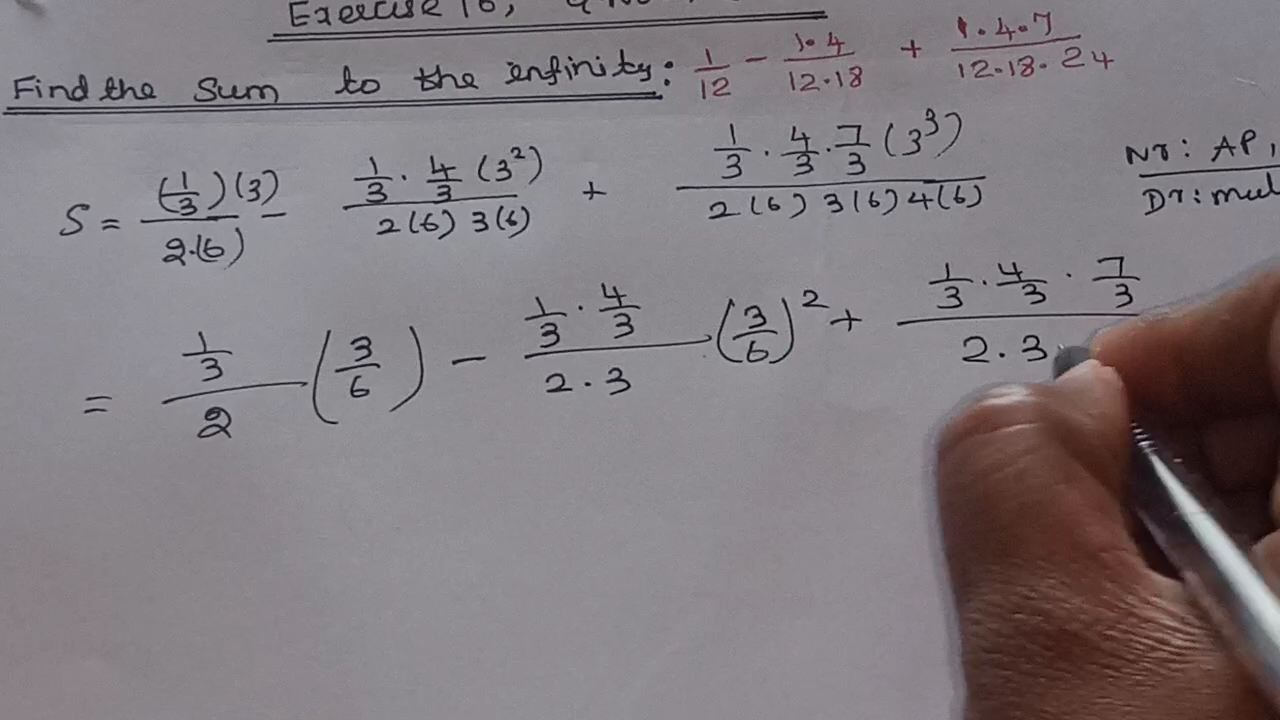 Exercise 16,
Find the Sum to the infinity: 1/12 - 1.4/12.18 + 1.4.7/12.18.24
S = (1/3)(3)/2.(6) - 1/3 . 4/3 (3²)/2(6) 3(6) + 1/3 . 4/3 . 7/3 (3³)/2(6) 3(6) 4(6)
Nr: AP,
Dr: mul
= 1/3/2 (3/6) - 1/3 . 4/3/2.3 (3/6)² + 1/3 . 4/3 . 7/3/2.3